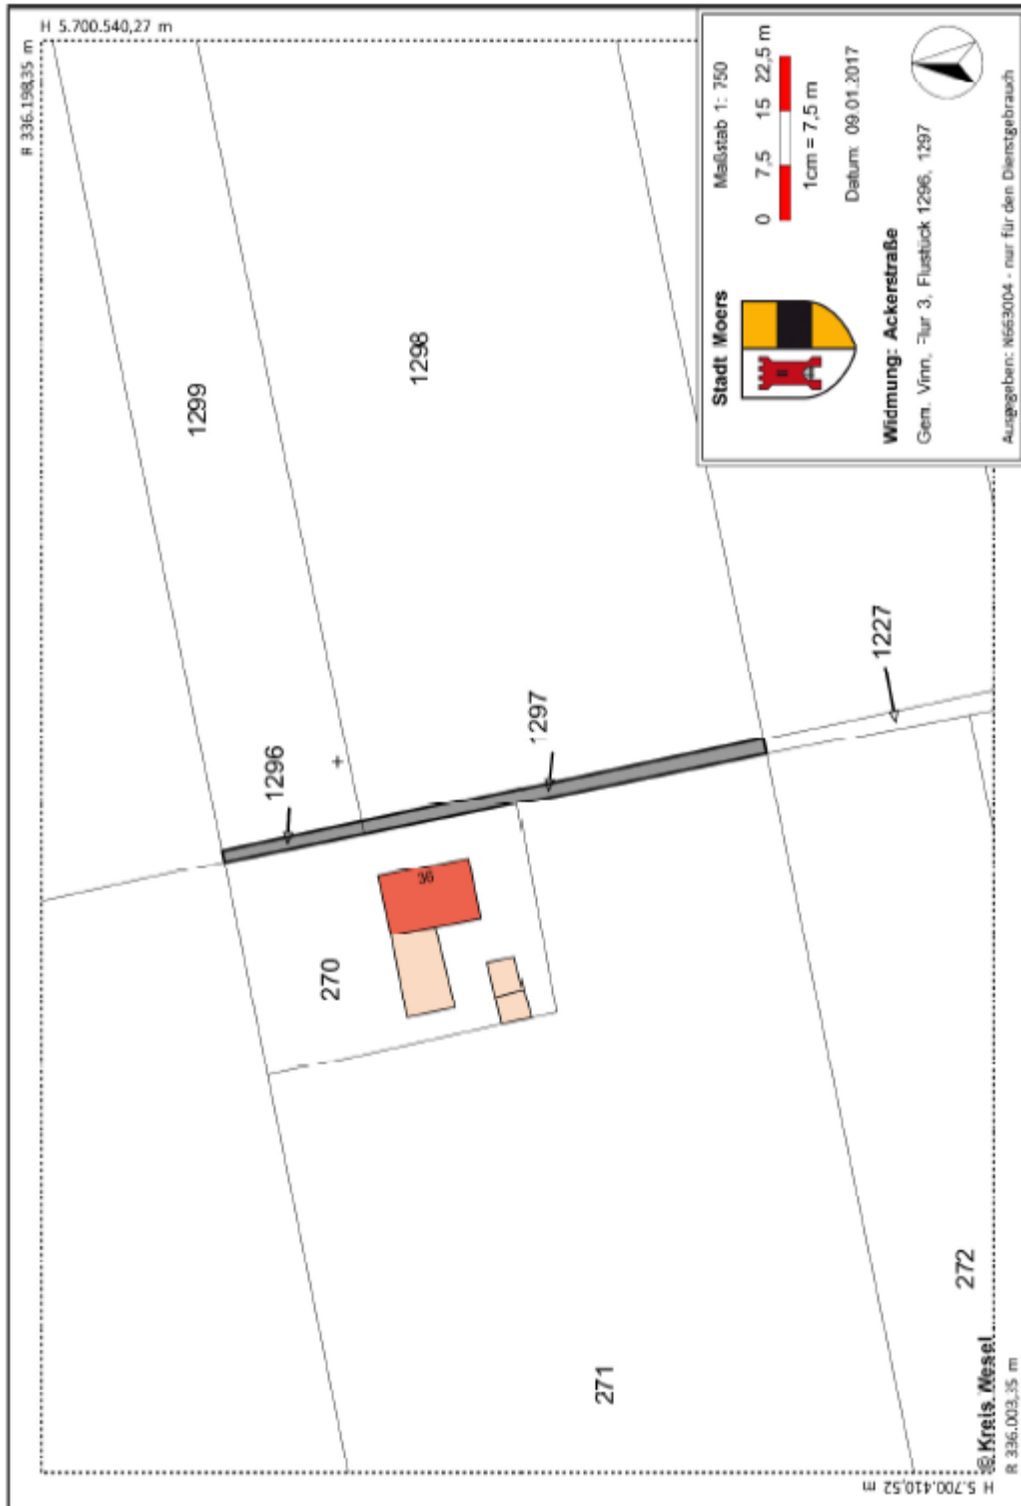 H 5.700.540,27 m
R 336.198,35 m
1299
1298
1296
1297
1227
36
270
271
272
Stadt Moers
Maßstab 1: 750
0 7,5 15 22,5 m
1cm = 7,5 m
Datum: 09.01.2017
Widmung: Ackerstraße
Gem. Vinn, Flur 3, Flustück 1296, 1297
Ausgegeben: N663004 - nur für den Dienstgebrauch
© Kreis Wesel
R 336.003,35 m
H 5.700.410,52 m